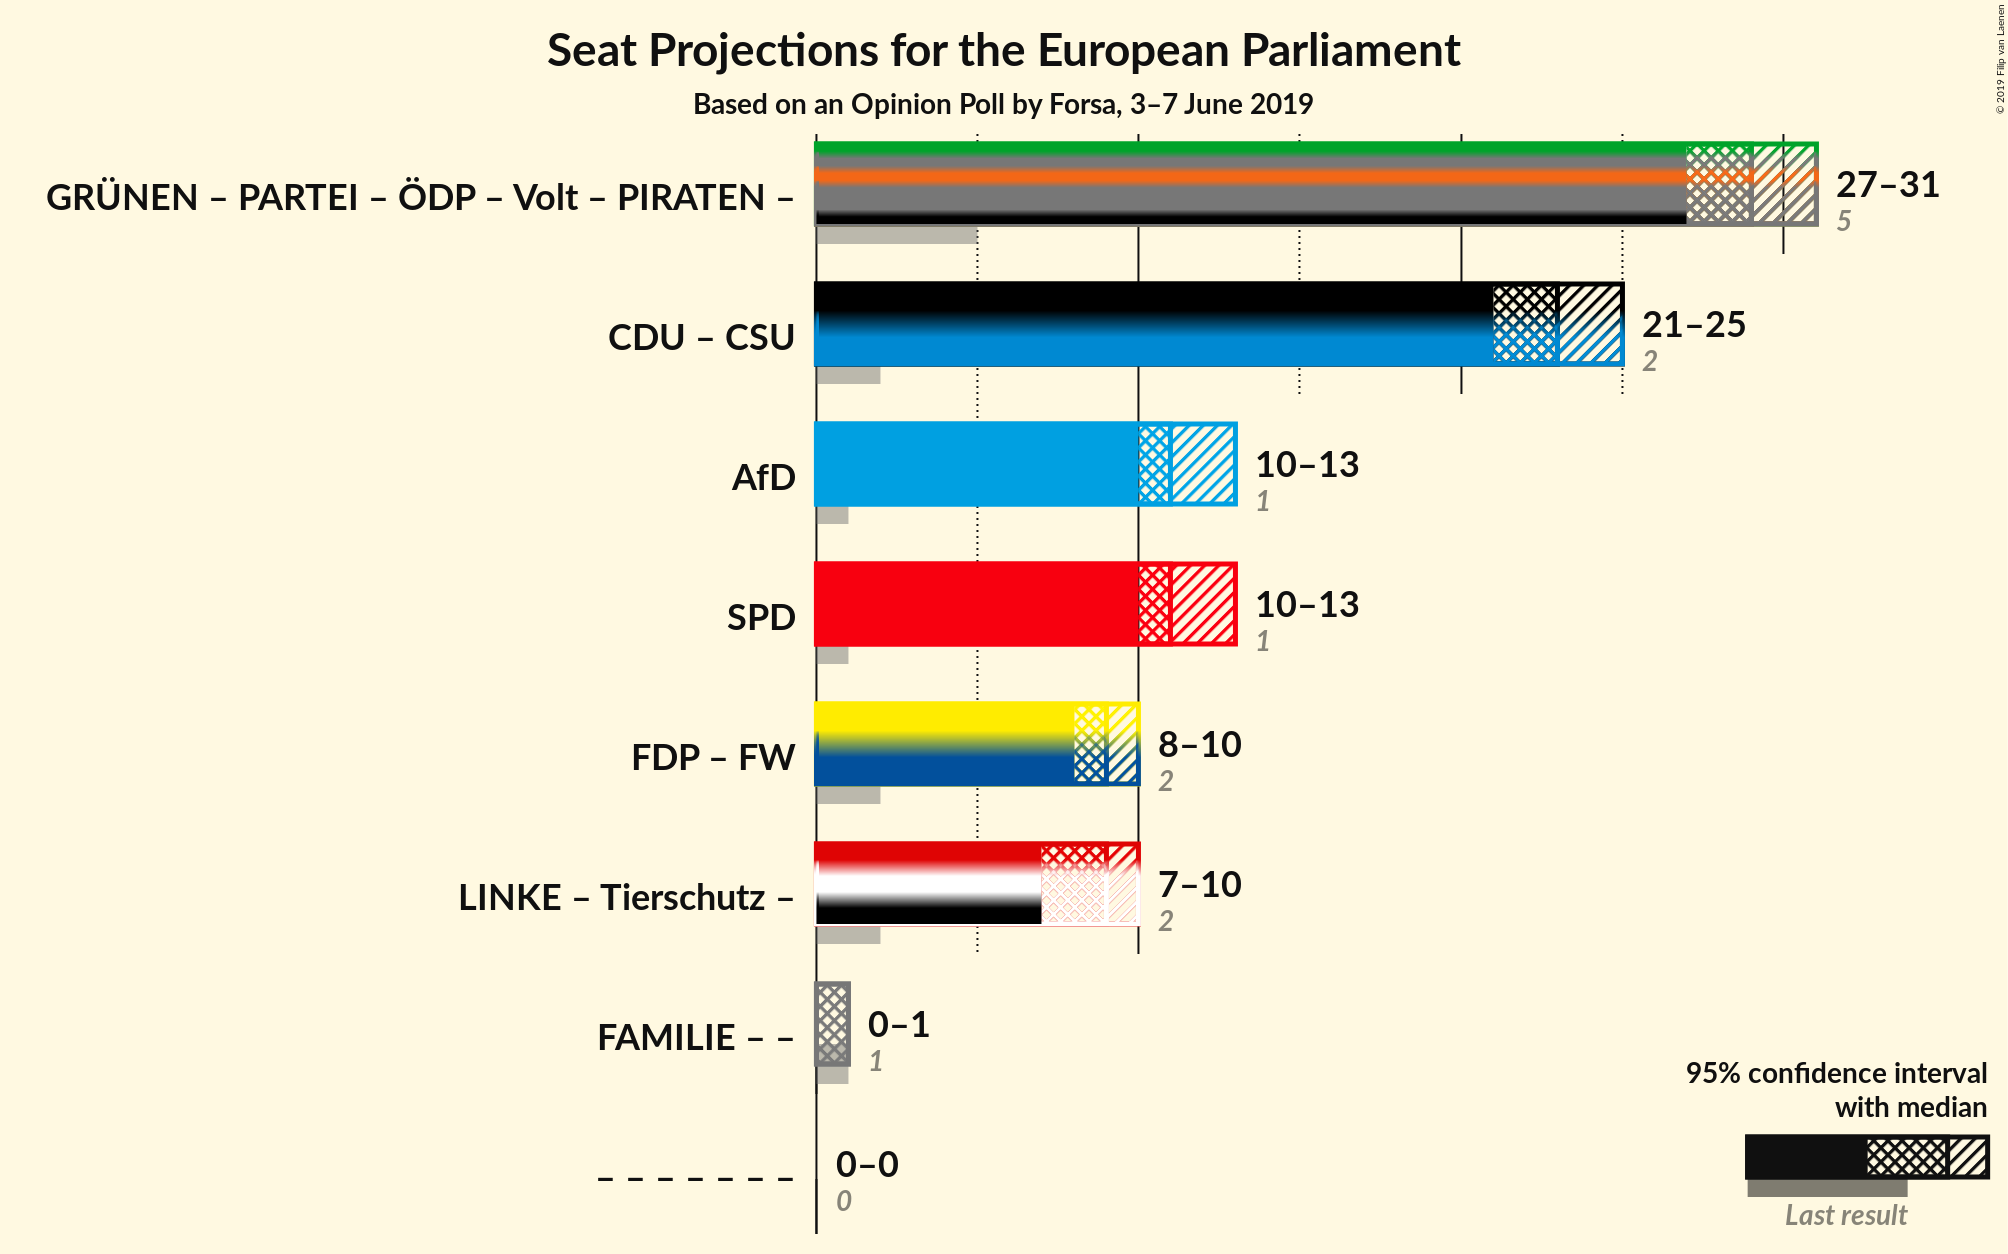 Seat Projections for the European Parliament
Based on an Opinion Poll by Forsa, 3–7 June 2019
© 2019 Filip van Laenen
GRÜNEN – PARTEI – ÖDP – Volt – PIRATEN –
27–31
5
CDU – CSU
21–25
2
AfD
10–13
1
SPD
10–13
1
FDP – FW
8–10
2
LINKE – Tierschutz –
7–10
2
FAMILIE – –
0–1
1
– – – – – – –
0–0
0
95% confidence interval
with median
Last result